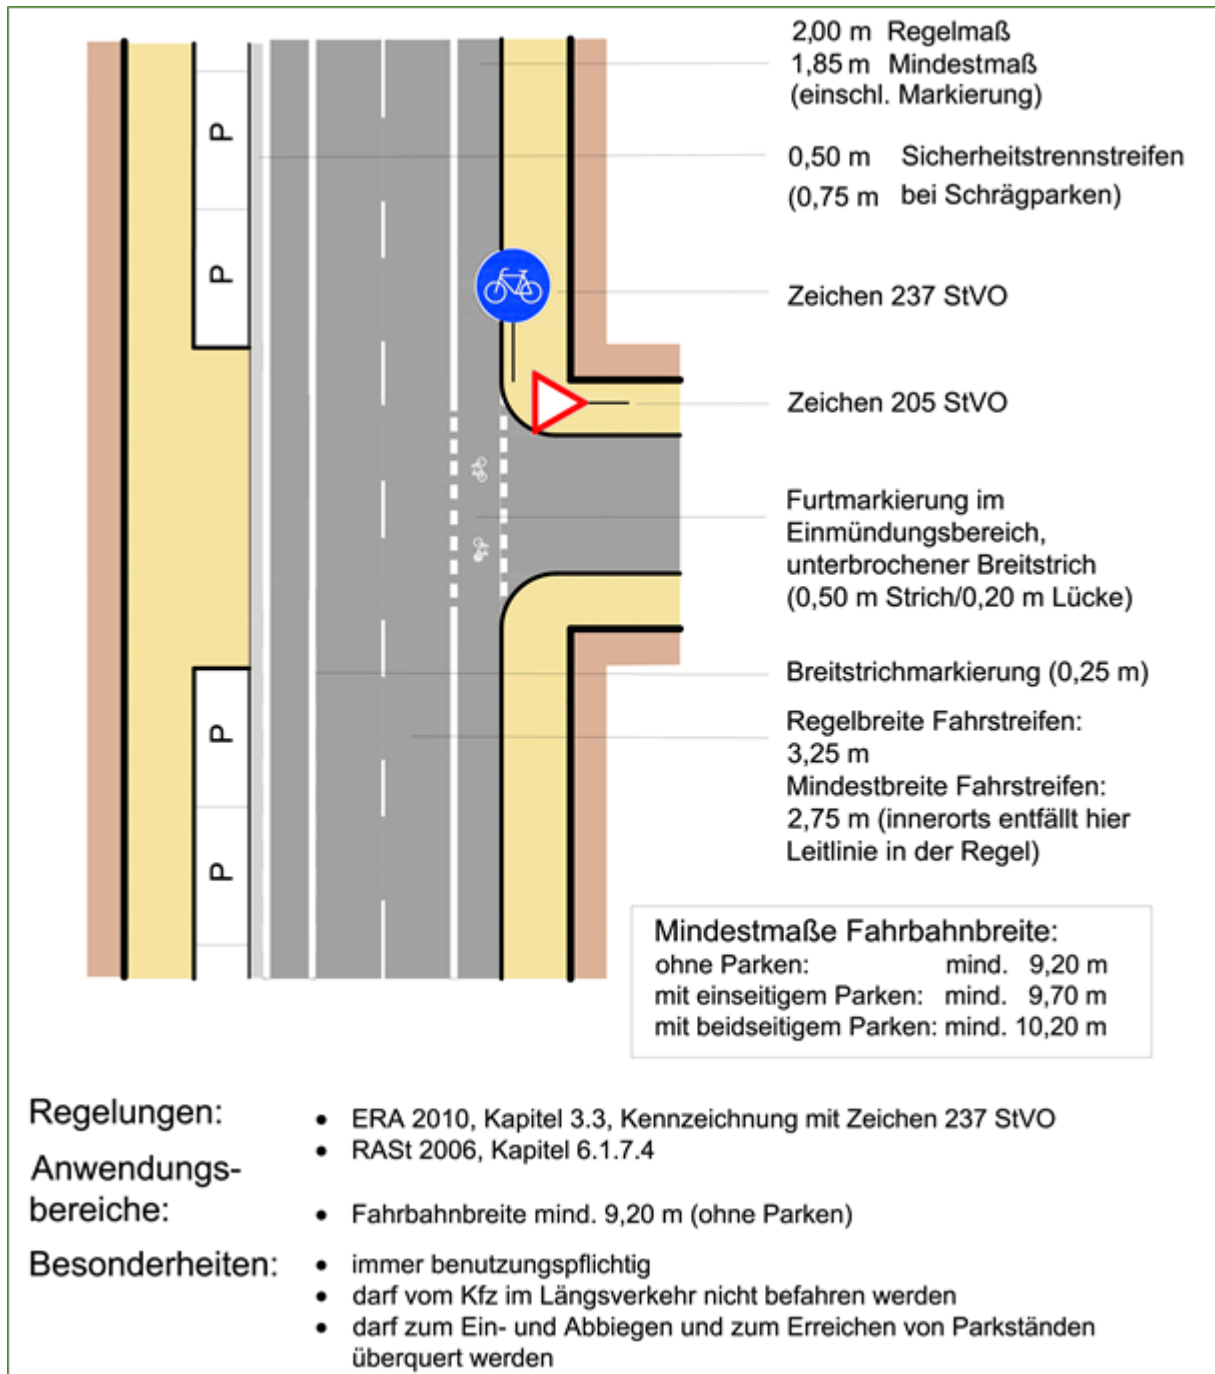 2,00 m Regelmaß
1,85 m Mindestmaß
(einschl. Markierung)
0,50 m Sicherheitstrennstreifen
(0,75 m bei Schrägparken)
P
P
Zeichen 237 StVO
Zeichen 205 StVO
Furtmarkierung im
Einmündungsbereich,
unterbrochener Breitstrich
(0,50 m Strich/0,20 m Lücke)
Breitstrichmarkierung (0,25 m)
P
P
Regelbreite Fahrstreifen:
3,25 m
Mindestbreite Fahrstreifen:
2,75 m (innerorts entfällt hier
Leitlinie in der Regel)
Mindestmaße Fahrbahnbreite:
ohne Parken: mind. 9,20 m
mit einseitigem Parken: mind. 9,70 m
mit beidseitigem Parken: mind. 10,20 m
Regelungen:
• ERA 2010, Kapitel 3.3, Kennzeichnung mit Zeichen 237 StVO
• RASt 2006, Kapitel 6.1.7.4
Anwendungs-
bereiche:
• Fahrbahnbreite mind. 9,20 m (ohne Parken)
Besonderheiten:
• immer benutzungspflichtig
• darf vom Kfz im Längsverkehr nicht befahren werden
• darf zum Ein- und Abbiegen und zum Erreichen von Parkständen
überquert werden